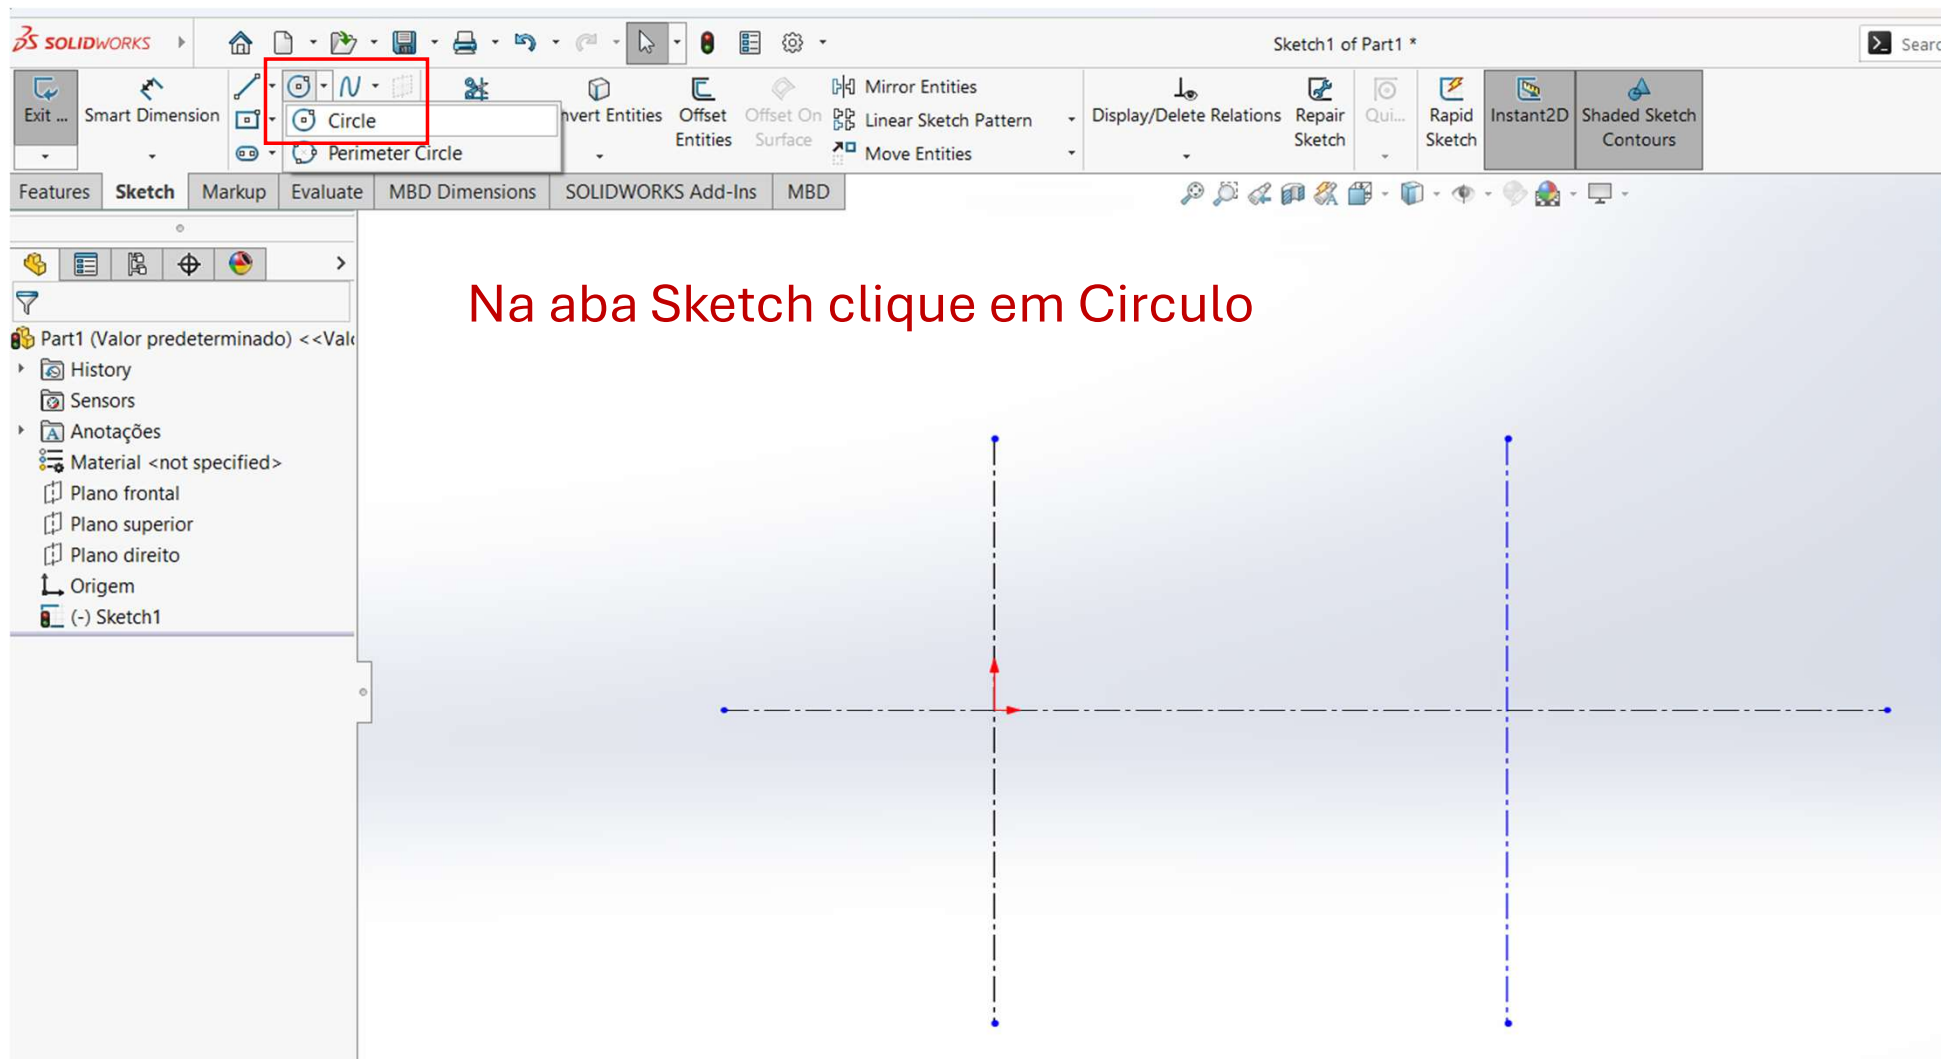 SOLIDWORKS
Sketch1 of Part1 *
Searc
Exit ...
Smart Dimension
Circle
Perimeter Circle
nvert Entities
Offset
Entities
Offset On
Surface
Mirror Entities
Linear Sketch Pattern
Move Entities
Display/Delete Relations
Repair
Sketch
Qui...
Rapid
Sketch
Instant2D
Shaded Sketch
Contours
Features Sketch Markup Evaluate MBD Dimensions SOLIDWORKS Add-Ins MBD
Na aba Sketch clique em Circulo
Part1 (Valor predeterminado) <<Valo
History
Sensors
Anotações
Material <not specified>
Plano frontal
Plano superior
Plano direito
Origem
(-) Sketch1